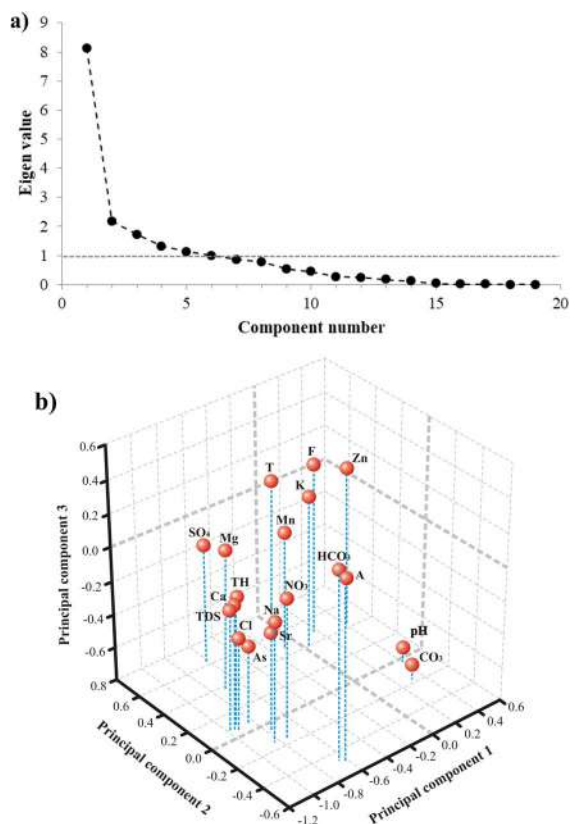 a)
9
8
7
6
5
4
3
2
1
0
Eigen value
0 5 10 15 20
Component number
b)
0.6
0.4
0.2
0.0
-0.2
-0.4
-0.6
Principal component 3
T F Zn
K
SO₄ Mg Mn
HCO₃ A
Ca TH NO₃
TDS Na
Cl Sr
As
pH
CO₃
0.8
0.6
0.4
0.2
0.0
-0.2
-0.4
-0.6
Principal component 2
-1.2
-1.0
-0.8
-0.6
-0.4
-0.2
0.0
0.2
0.4
0.6
Principal component 1